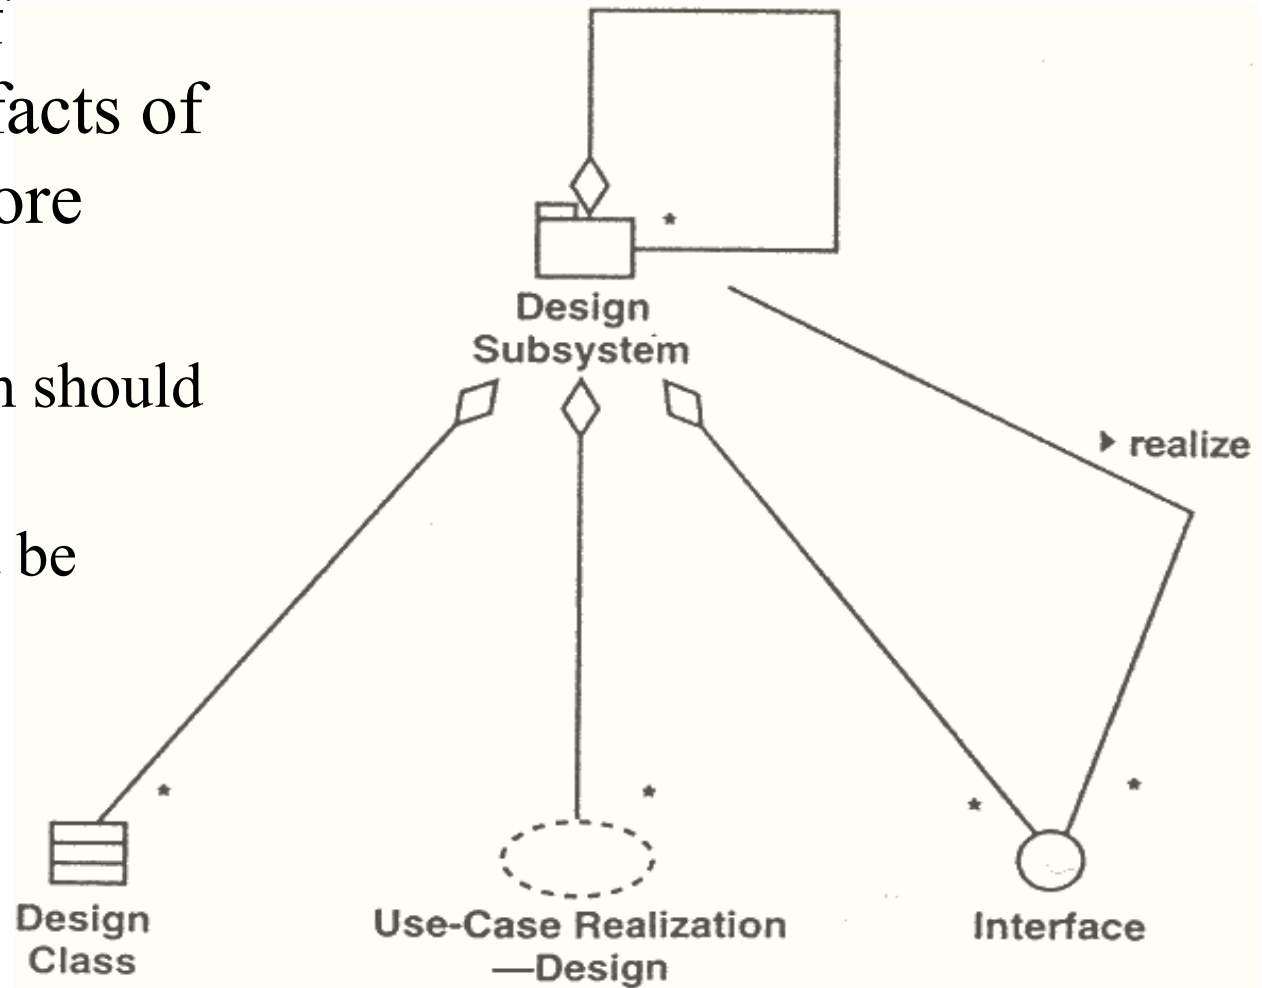 facts of
ore
*
Design
Subsystem
should
realize
be
* * * *
Design
Class
Use-Case Realization
—Design
Interface